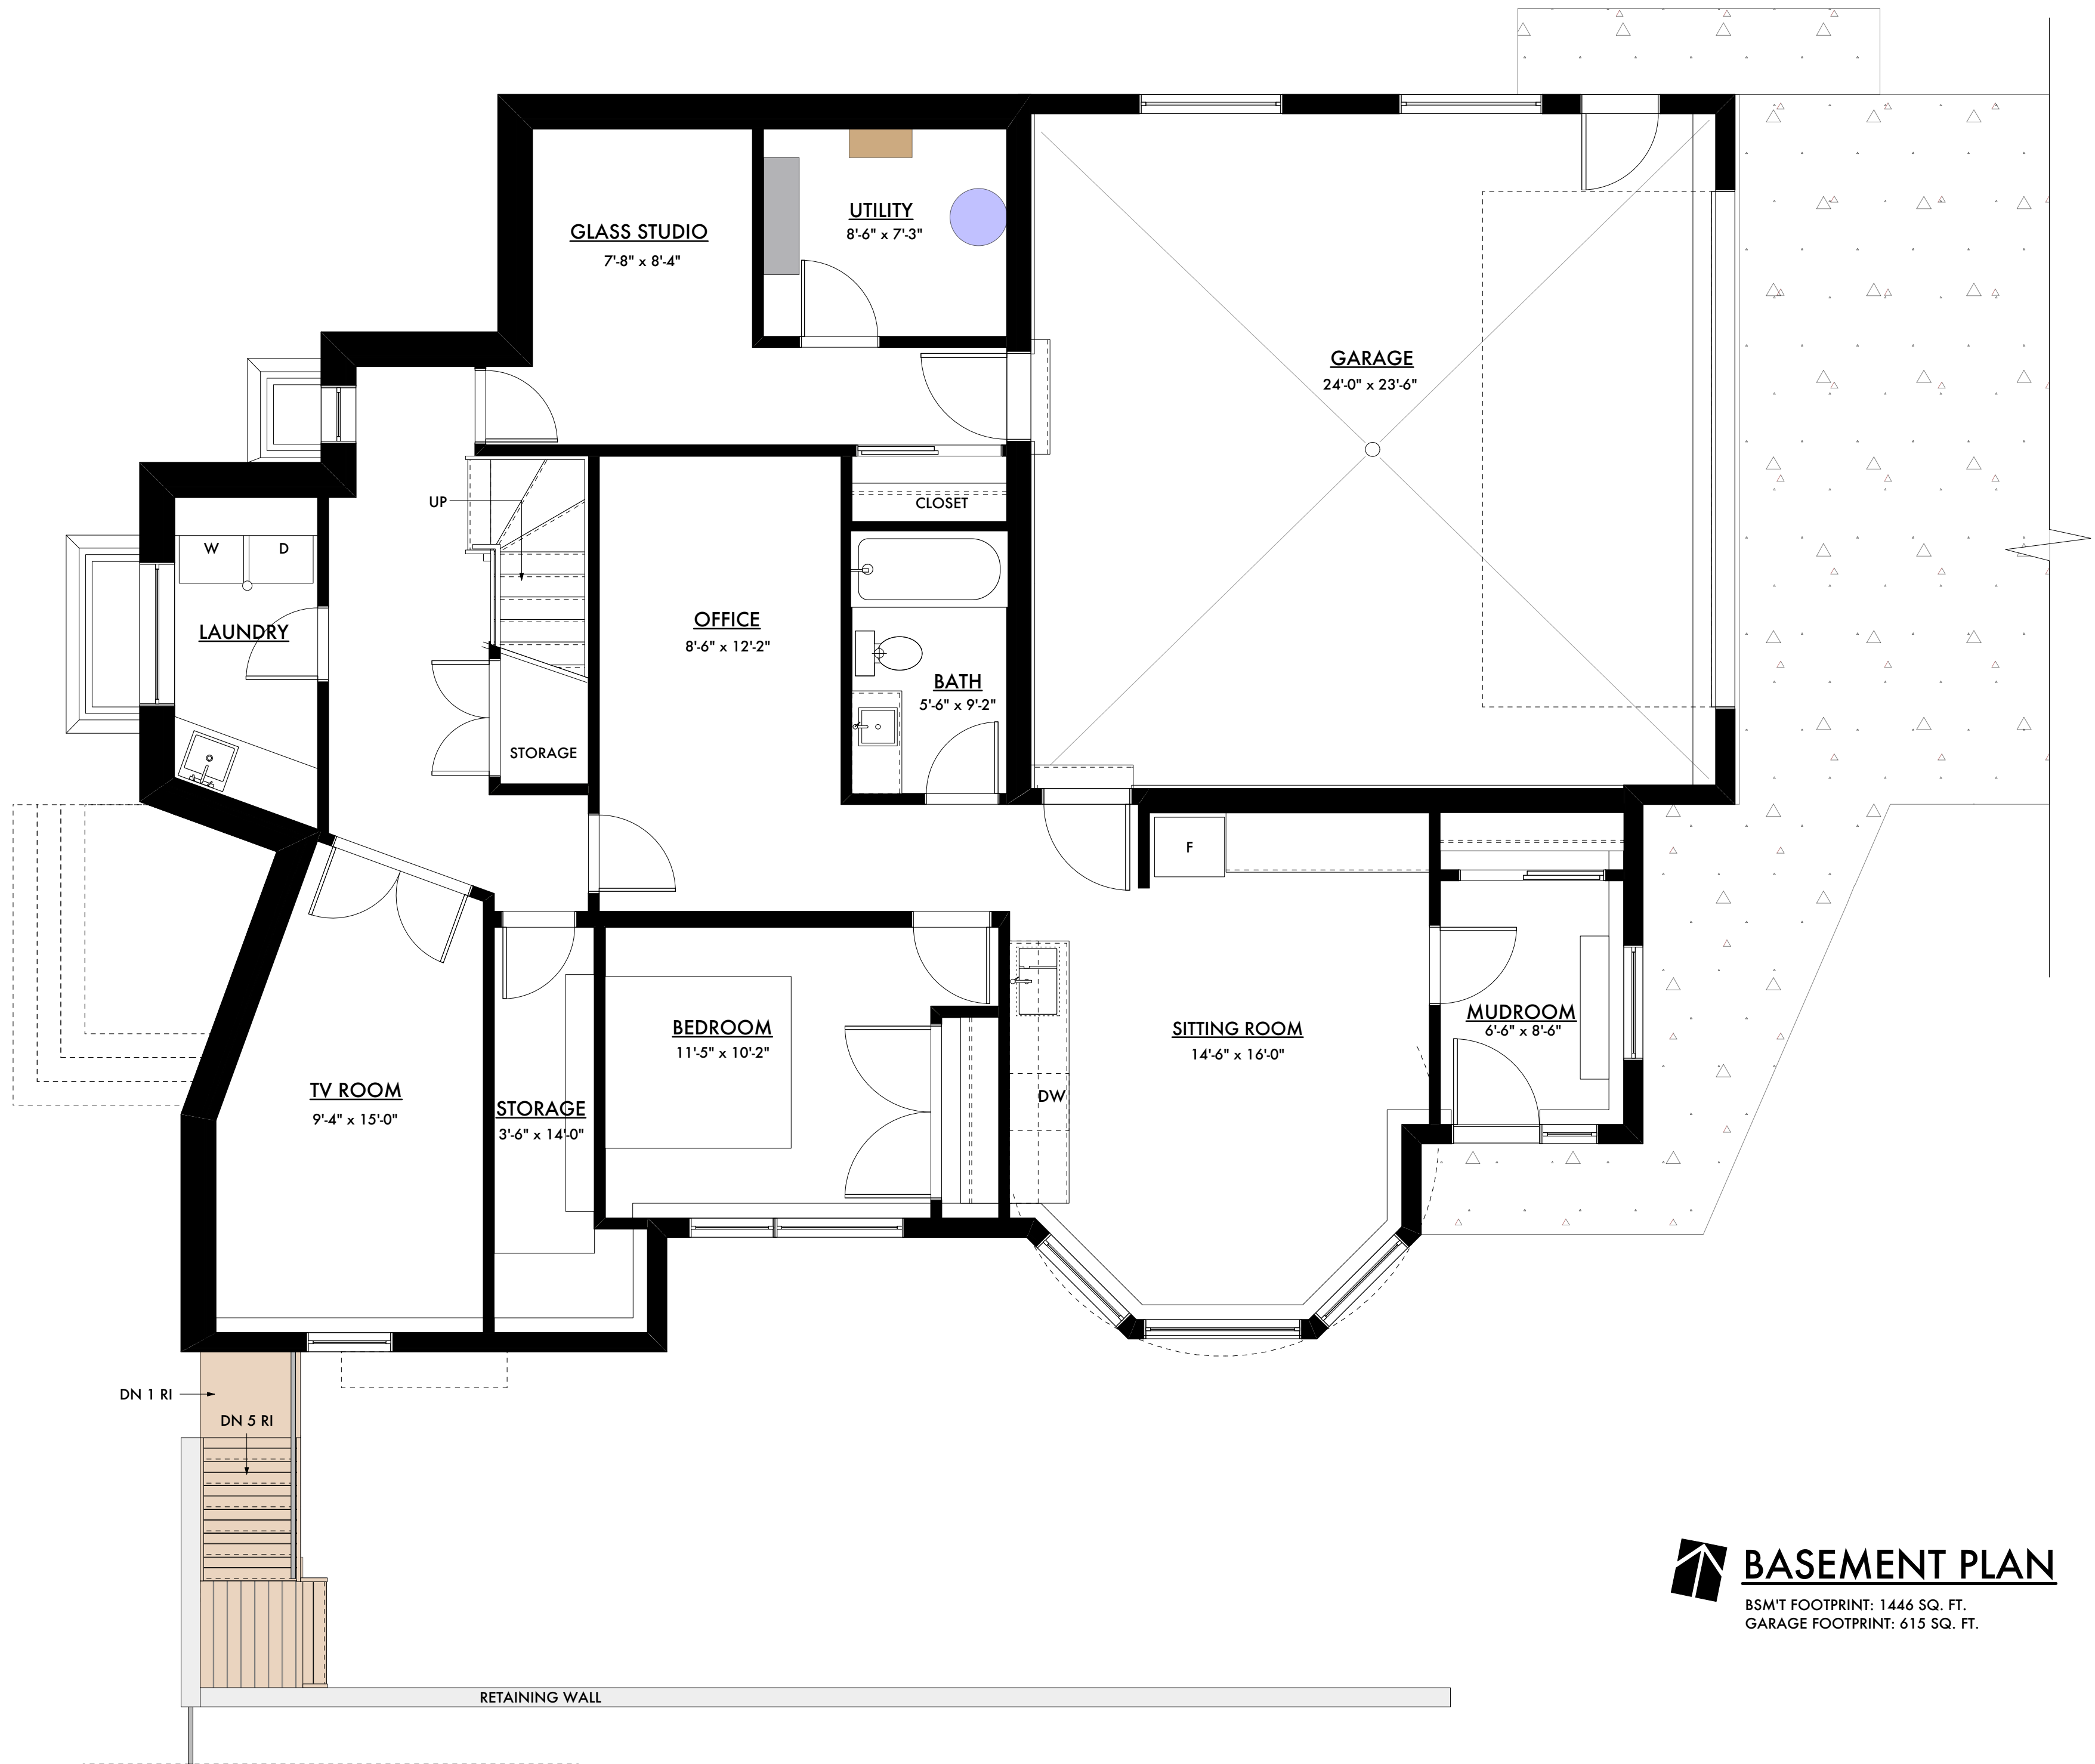 GLASS STUDIO
7'-8" x 8'-4"
UTILITY
8'-6" x 7'-3"
GARAGE
24'-0" x 23'-6"
UP
CLOSET
W
D
LAUNDRY
OFFICE
8'-6" x 12'-2"
BATH
5'-6" x 9'-2"
STORAGE
F
BEDROOM
11'-5" x 10'-2"
SITTING ROOM
14'-6" x 16'-0"
MUDROOM
6'-6" x 8'-6"
TV ROOM
9'-4" x 15'-0"
STORAGE
3'-6" x 14'-0"
DW
DN 1 RI
DN 5 RI
BASEMENT PLAN
BSM'T FOOTPRINT: 1446 SQ. FT.
GARAGE FOOTPRINT: 615 SQ. FT.
RETAINING WALL